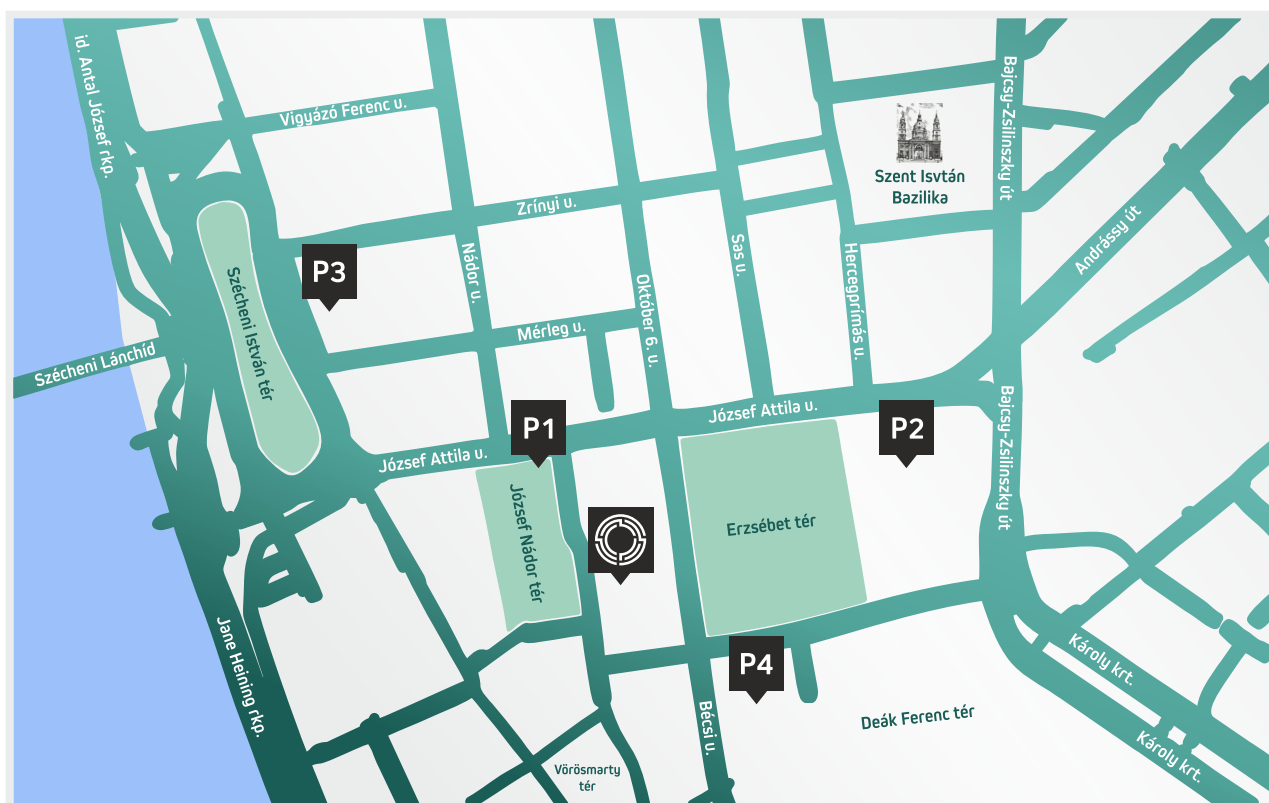 id. Antal József rkp.
Vigyázó Ferenc u.
Bajcsy-Zsilinszky út
Szent Isvtán
Bazilika
Zrínyi u.
Andrássy út
Nádor u.
Sas u.
Hercegprímás u.
P3
Szécheni István tér
Október 6. u.
Mérleg u.
Szécheni Lánchíd
József Attila u.
P1
P2
József Attila u.
Bajcsy-Zsilinszky út
József Nádor tér
Erzsébet tér
Jane Heining rkp.
P4
Károly krt.
Bécsi u.
Deák Ferenc tér
Károly krt.
Vörösmarty
tér